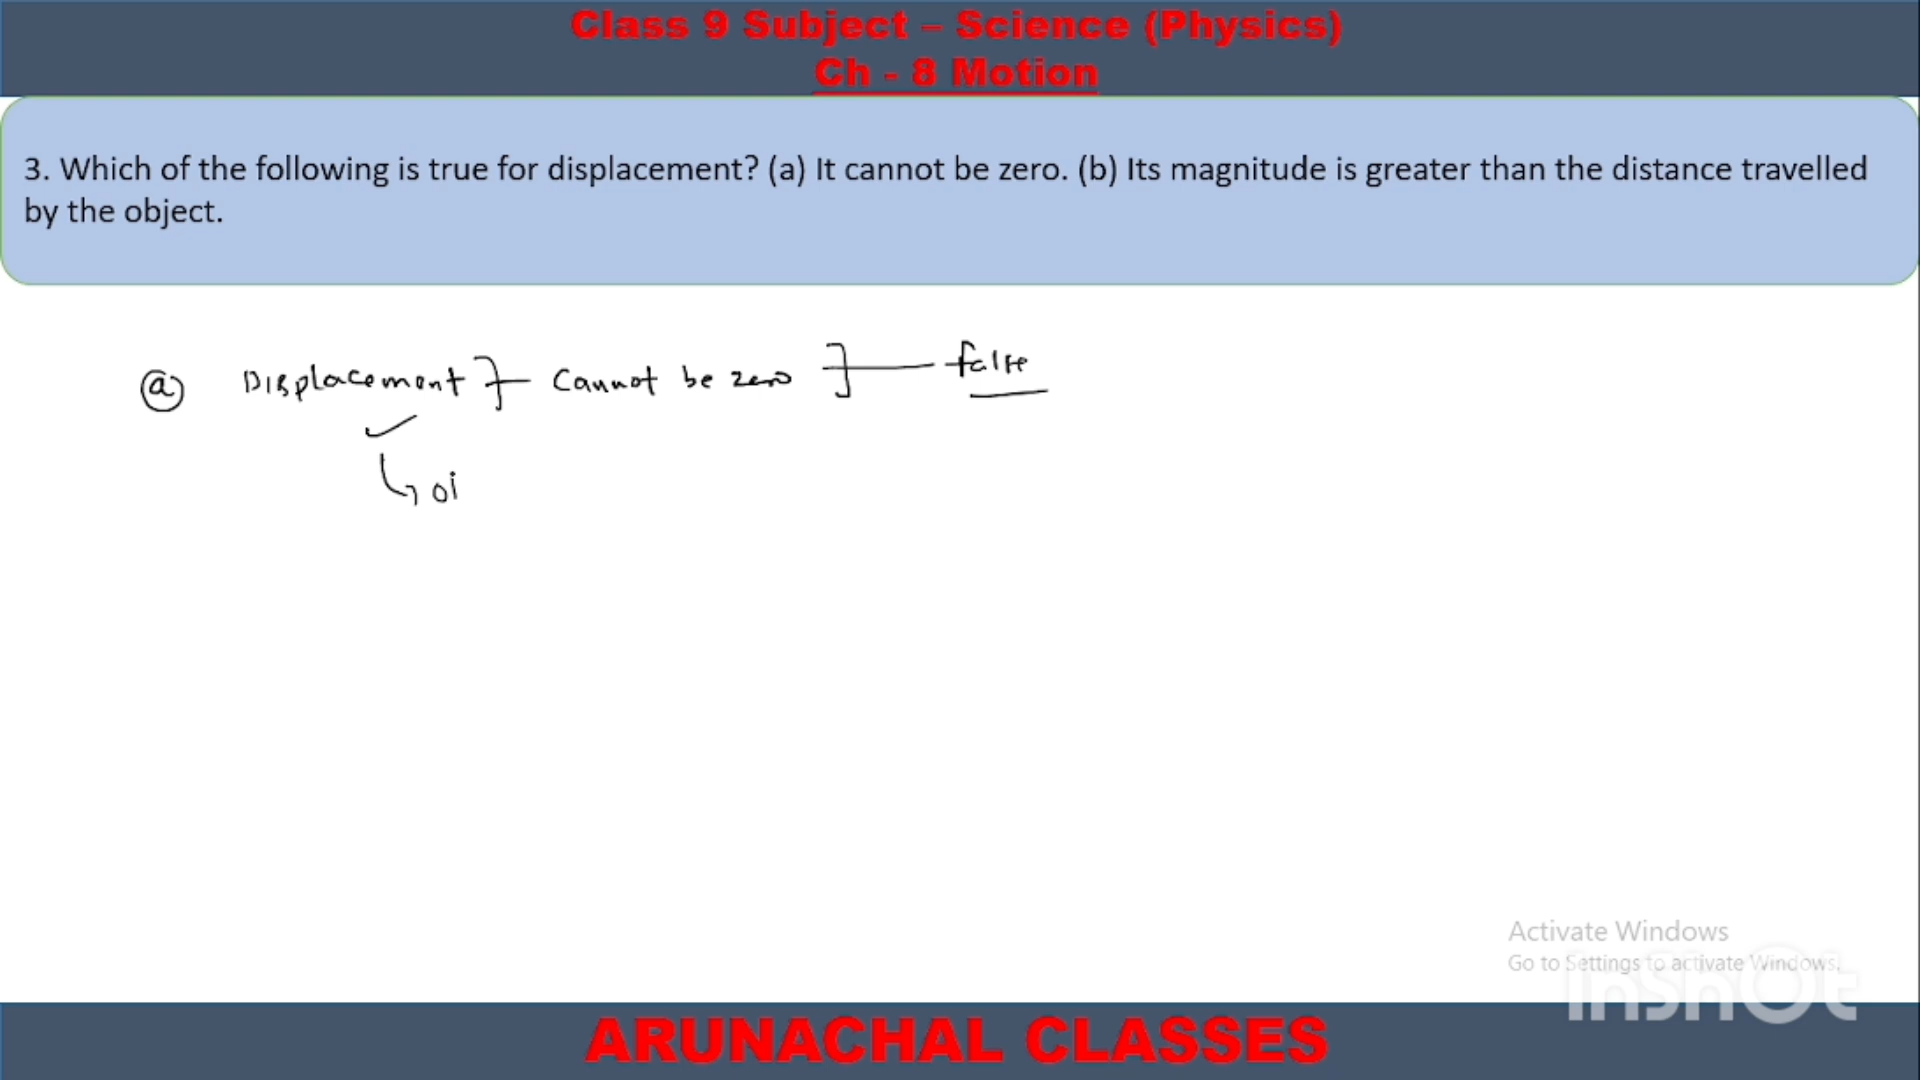 Class 9 Subject – Science (Physics)
Ch - 8 Motion
3. Which of the following is true for displacement? (a) It cannot be zero. (b) Its magnitude is greater than the distance travelled
by the object.
(a) Displacement } cannot be zero } — false
oi
Activate Windows
Go to Settings to activate Windows.
InShOt
ARUNACHAL CLASSES